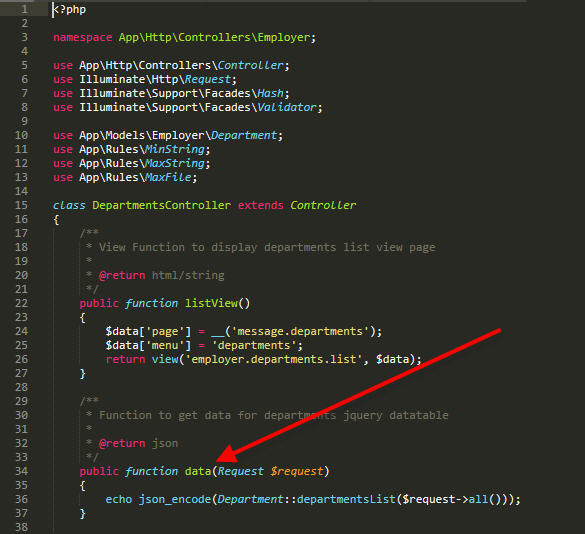 1 <?php
2
3 namespace App\Http\Controllers\Employer;
4
5 use App\Http\Controllers\Controller;
6 use Illuminate\Http\Request;
7 use Illuminate\Support\Facades\Hash;
8 use Illuminate\Support\Facades\Validator;
9
10 use App\Models\Employer\Department;
11 use App\Rules\MinString;
12 use App\Rules\MaxString;
13 use App\Rules\MaxFile;
14
15 class DepartmentsController extends Controller
16 {
17     /**
18      * View Function to display departments list view page
19      *
20      * @return html/string
21      */
22     public function listView()
23     {
24         $data['page'] = __('message.departments');
25         $data['menu'] = 'departments';
26         return view('employer.departments.list', $data);
27     }
28
29     /**
30      * Function to get data for departments jquery datatable
31      *
32      * @return json
33      */
34     public function data(Request $request)
35     {
36         echo json_encode(Department::departmentsList($request->all()));
37     }
38